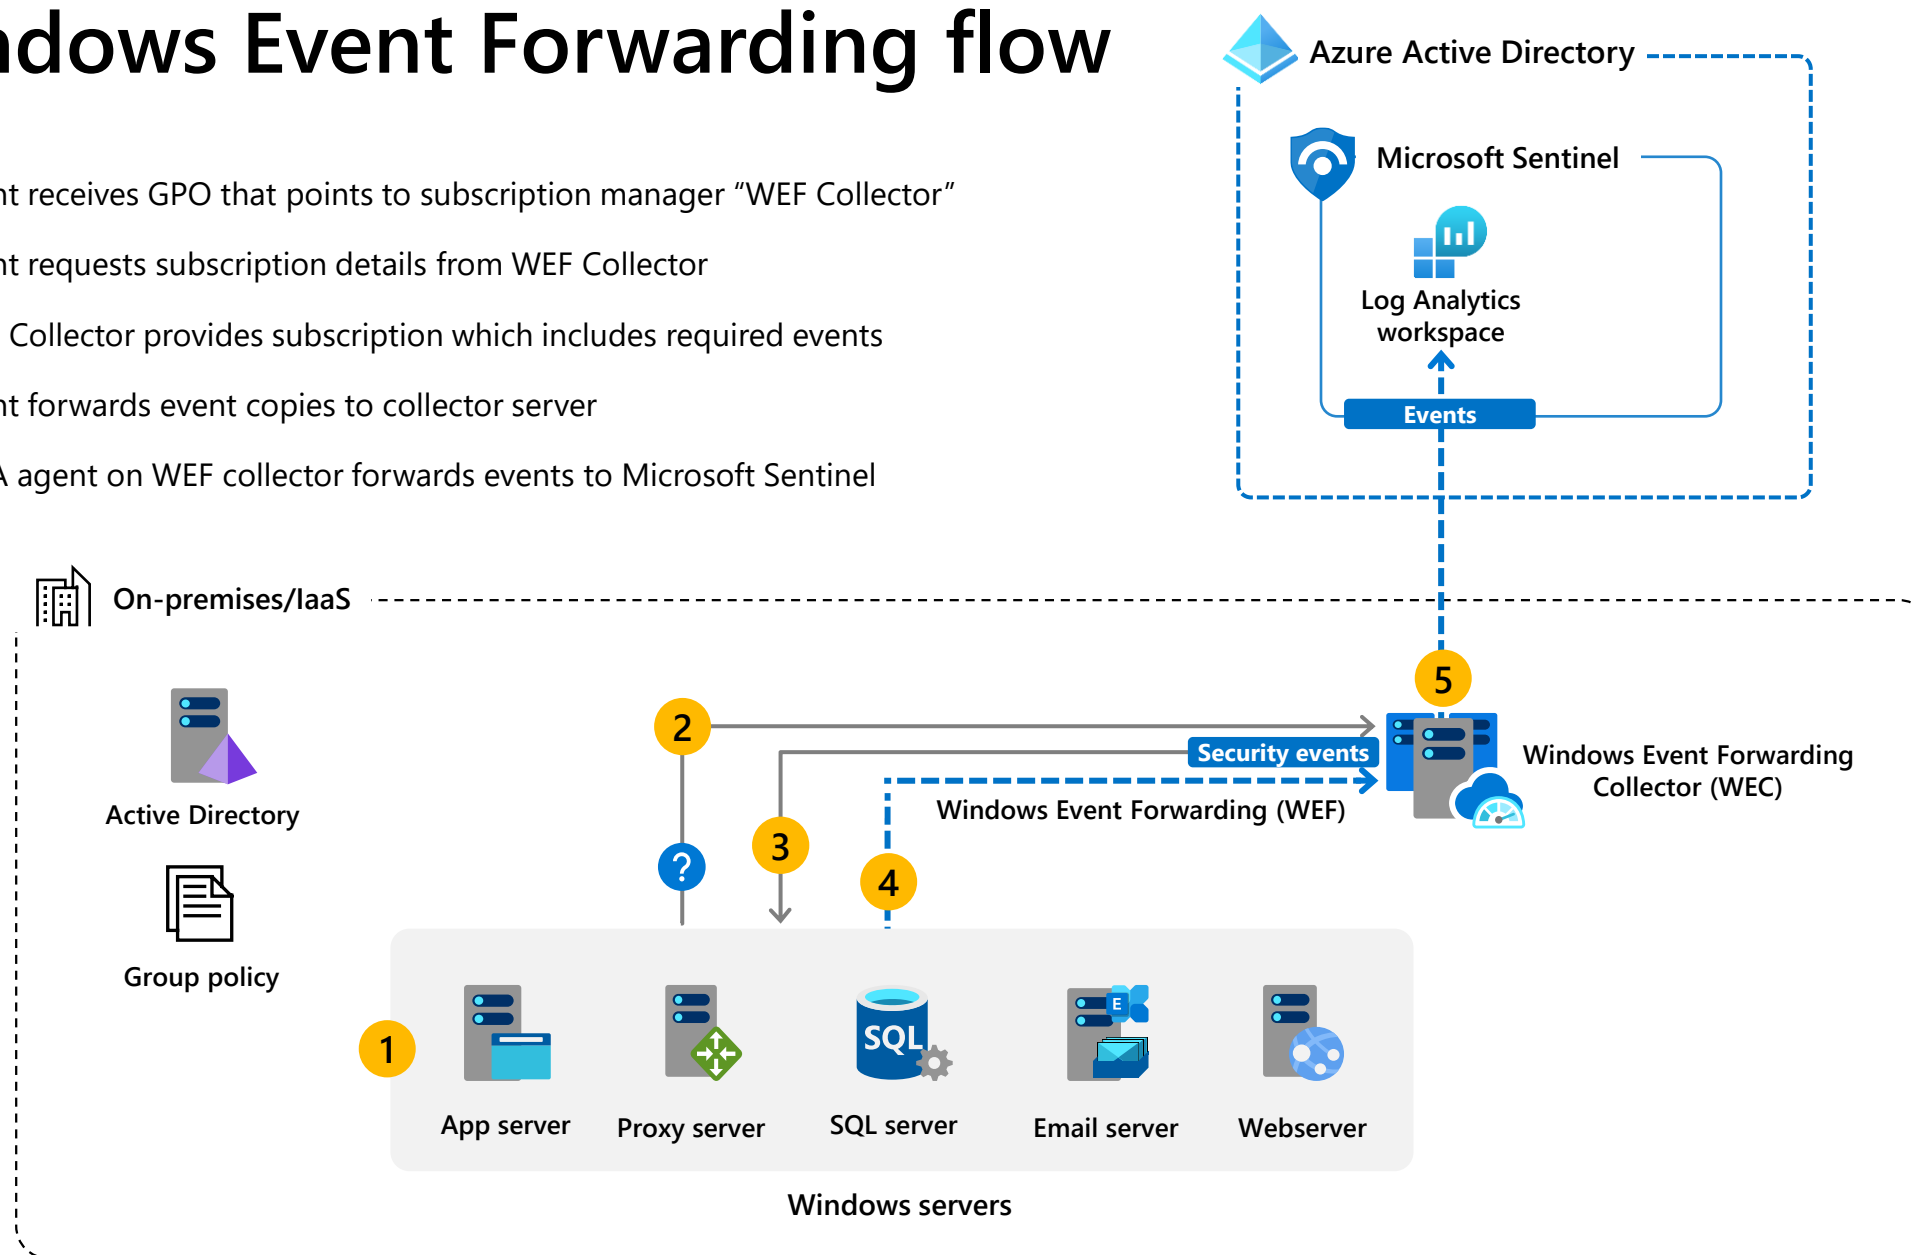 ndows Event Forwarding flow
nt receives GPO that points to subscription manager “WEF Collector”
nt requests subscription details from WEF Collector
Collector provides subscription which includes required events
nt forwards event copies to collector server
A agent on WEF collector forwards events to Microsoft Sentinel
Azure Active Directory
Microsoft Sentinel
Log Analytics
workspace
Events
On-premises/IaaS
5
2
Security events
Windows Event Forwarding
Collector (WEC)
Windows Event Forwarding (WEF)
Active Directory
3
?
4
Group policy
1
SQL
E
App server
Proxy server
SQL server
Email server
Webserver
Windows servers